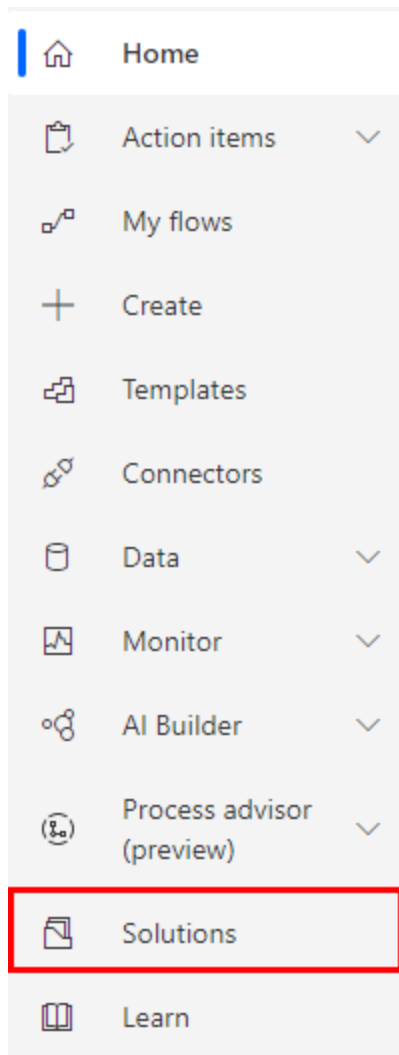 Home
Action items
My flows
Create
Templates
Connectors
Data
Monitor
AI Builder
Process advisor
(preview)
Solutions
Learn